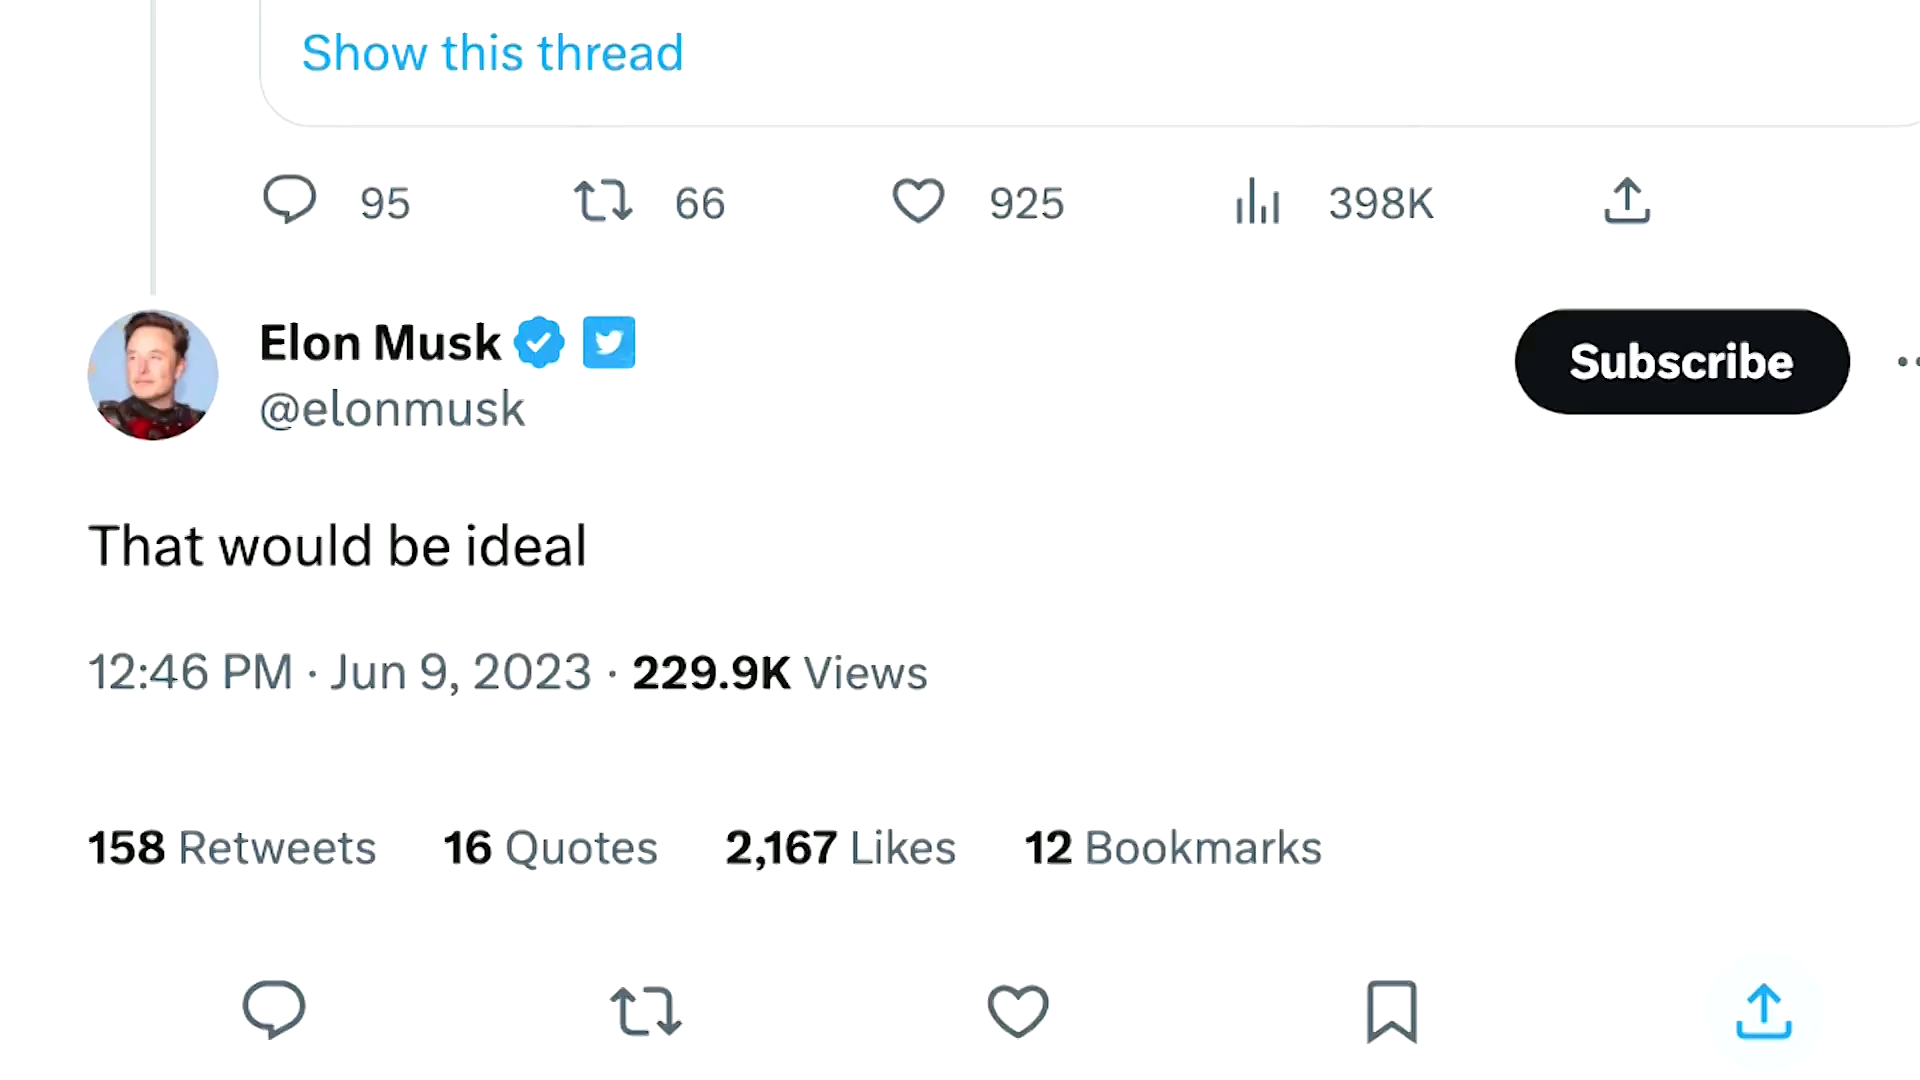 Show this thread
95 66 925 398K
Elon Musk
Subscribe
@elonmusk
That would be ideal
12:46 PM · Jun 9, 2023 · 229.9K Views
158 Retweets 16 Quotes 2,167 Likes 12 Bookmarks